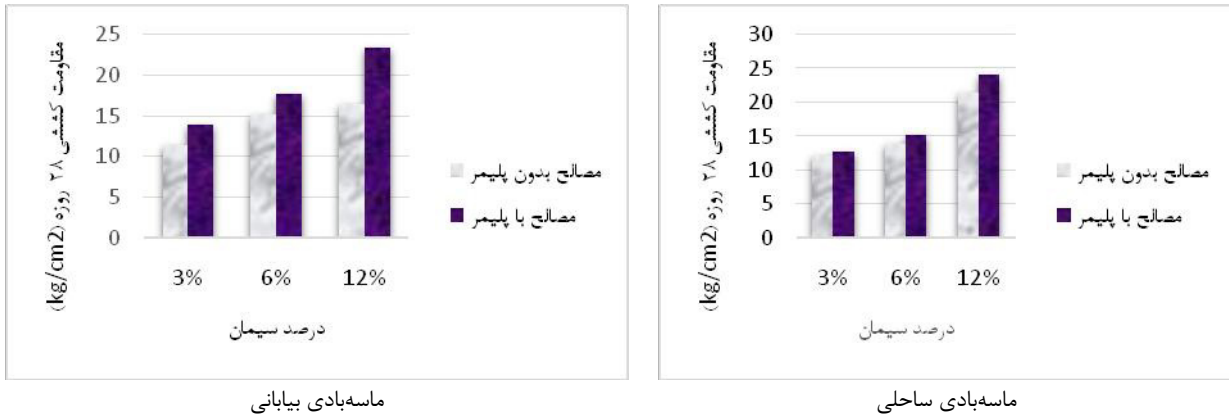 25
20
15
10
5
0
مقاومت کششی ۲۸ روزه (kg/cm2)
3% 6% 12%
درصد سیمان
مصالح بدون پلیمر
مصالح با پلیمر
ماسه‌بادی بیابانی
30
25
20
15
10
5
0
مقاومت کششی ۲۸ روزه (kg/cm2)
3% 6% 12%
درصد سیمان
مصالح بدون پلیمر
مصالح با پلیمر
ماسه‌بادی ساحلی